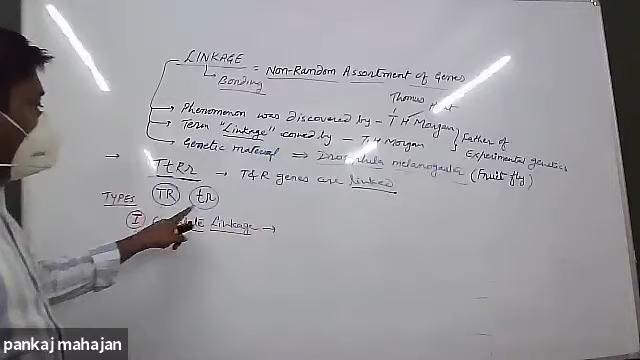 LINKAGE = Non-Random Assortment of Genes
Bonding
Thomas Hunt
Phenomenon was discovered by - T H Morgan
Term "Linkage" coined by - T.H Morgan
Father of Experimental genetics
Genetic material ⇒ Drosophila melanogaster (Fruit fly)
→ TtRr → T&R genes are linked
TR tr
TYPES
I Linkage →
pankaj mahajan